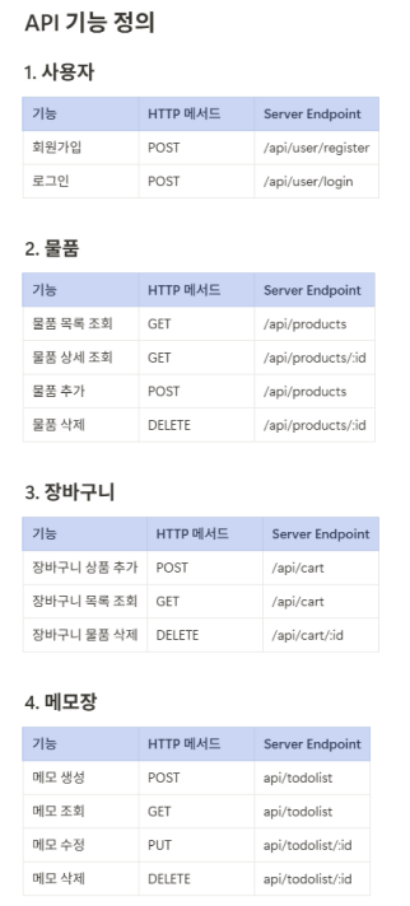 API 기능 정의
1. 사용자
기능 HTTP 메서드 Server Endpoint
회원가입 POST /api/user/register
로그인 POST /api/user/login
2. 물품
기능 HTTP 메서드 Server Endpoint
물품 목록 조회 GET /api/products
물품 상세 조회 GET /api/products/:id
물품 추가 POST /api/products
물품 삭제 DELETE /api/products/:id
3. 장바구니
기능 HTTP 메서드 Server Endpoint
장바구니 상품 추가 POST /api/cart
장바구니 목록 조회 GET /api/cart
장바구니 물품 삭제 DELETE /api/cart/:id
4. 메모장
기능 HTTP 메서드 Server Endpoint
메모 생성 POST api/todolist
메모 조회 GET api/todolist
메모 수정 PUT api/todolist/:id
메모 삭제 DELETE api/todolist/:id